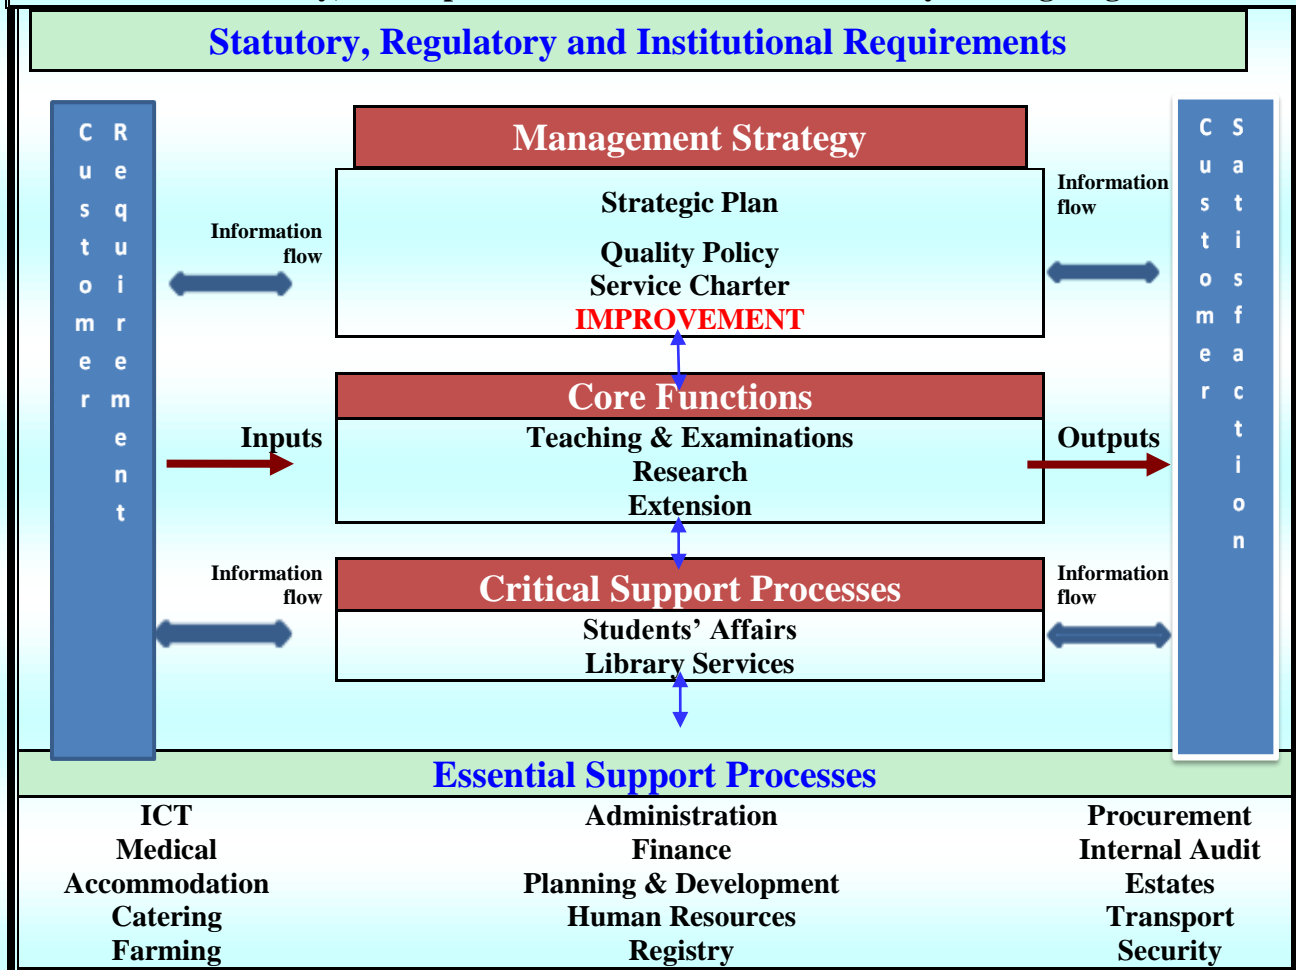 Statutory, Regulatory and Institutional Requirements
Customer
Requirement
Management Strategy
Strategic Plan
Quality Policy
Service Charter
IMPROVEMENT
Information
flow
Information
flow
Core Functions
Teaching & Examinations
Research
Extension
Inputs
Outputs
Critical Support Processes
Students’ Affairs
Library Services
Information
flow
Information
flow
Customer
Satisfaction
Essential Support Processes
ICT
Administration
Procurement
Medical
Finance
Internal Audit
Accommodation
Planning & Development
Estates
Catering
Human Resources
Transport
Farming
Registry
Security